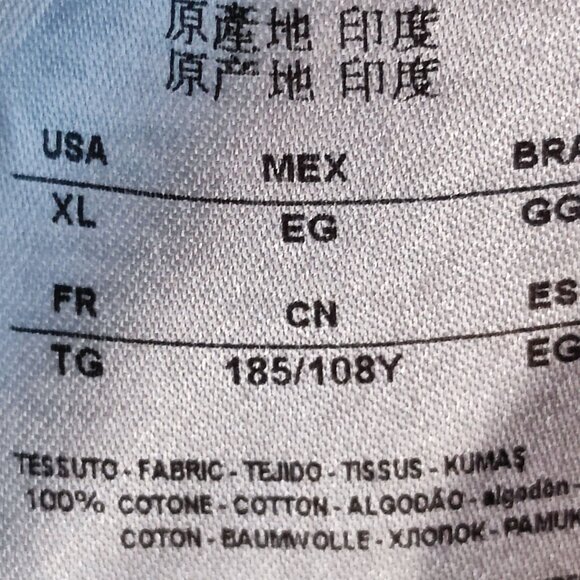 原產地 印度
原产地 印度
USA MEX BRA
XL EG GG
FR CN ES
TG 185/108Y EG
TESSUTO - FABRIC - TEJIDO - TISSUS - KUMAŞ
100% COTONE - COTTON - ALGODÃO - algodón -
COTON - BAUMWOLLE - ХЛОПОК - PAMUK